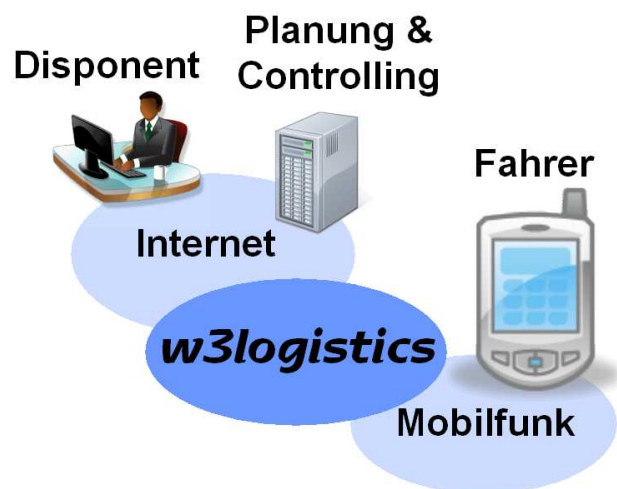 Planung &
Controlling
Disponent
Fahrer
Internet
w3logistics
Mobilfunk